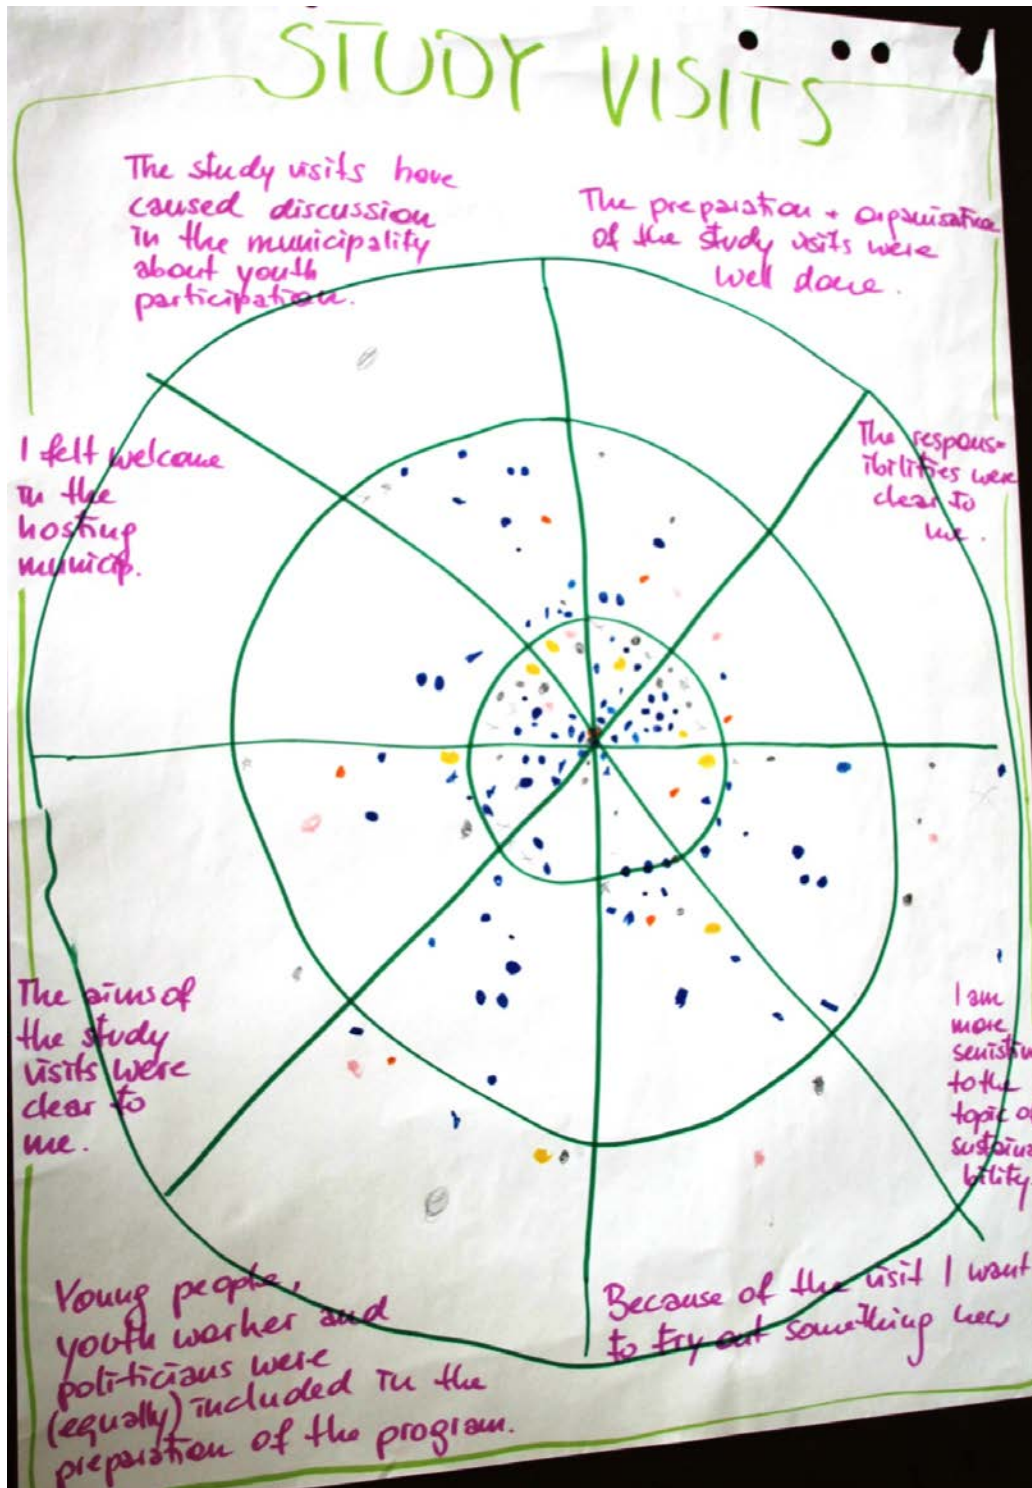 STUDY VISITS
The study visits have
caused discussion
in the municipality
about youth
participation.
The preparation + organisation
of the study visits were
well done.
The respons-
ibilities were
clear to
me.
I felt welcome
in the
hosting
municip.
The aims of
the study
visits were
clear to
me.
I am
more
senisitiv
to the
topic of
sustaina
bility.
Young people,
youth worker and
politicians were
(equally) included in the
preparation of the program.
Because of the visit I want
to try out something new